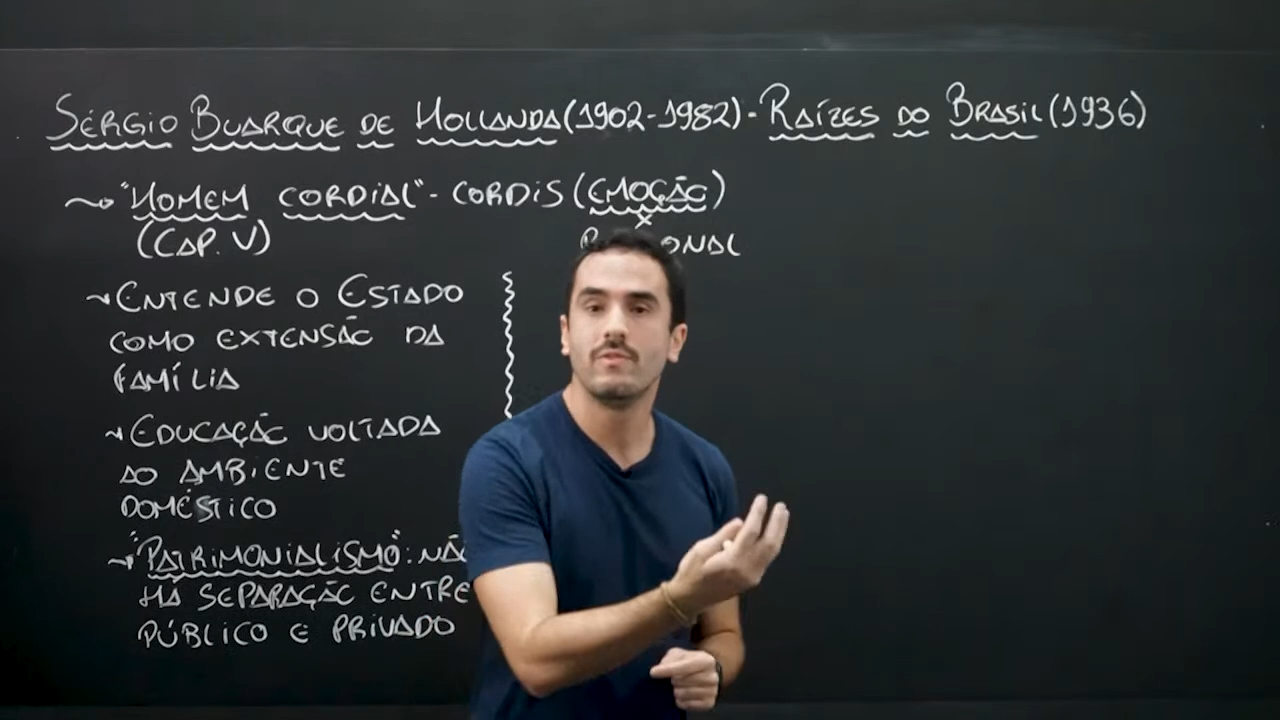 SÉRGIO BUARQUE DE HOLLANDA (1902-1982) - RAÍZES DO BRASIL (1936)
"HOMEM CORDIAL" - CORDIS (EMOÇÃO)
x
(CAP. V)
ENTENDE O ESTADO
COMO EXTENSÃO DA
FAMÍLIA
EDUCAÇÃO VOLTADA
AO AMBIENTE
DOMÉSTICO
"PATRIMONIALISMO": NÃO
HÁ SEPARAÇÃO ENTRE
PÚBLICO E PRIVADO